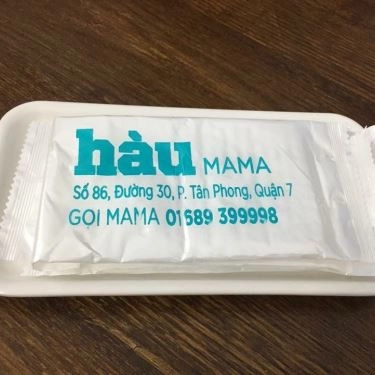 hàu MAMA
Số 86, Đường 30, P. Tân Phong, Quận 7
GỌI MAMA 01689 399998